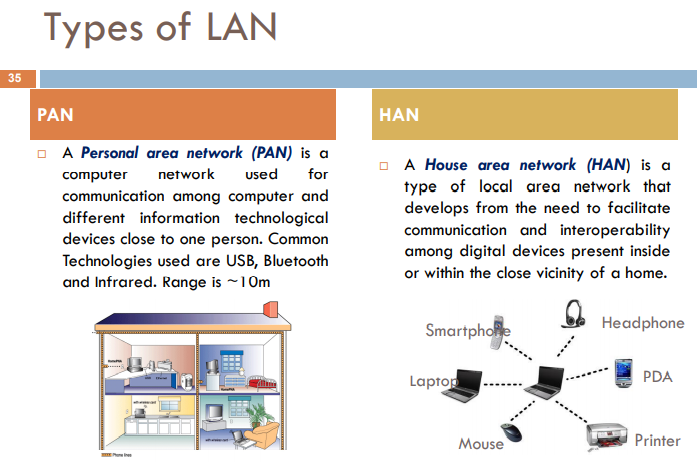 Types of LAN
35
PAN
A Personal area network (PAN) is a
computer network used for
communication among computer and
different information technological
devices close to one person. Common
Technologies used are USB, Bluetooth
and Infrared. Range is ~10m
HAN
A House area network (HAN) is a
type of local area network that
develops from the need to facilitate
communication and interoperability
among digital devices present inside
or within the close vicinity of a home.
Phone lines
Smartphone
Headphone
Laptop
PDA
Mouse
Printer